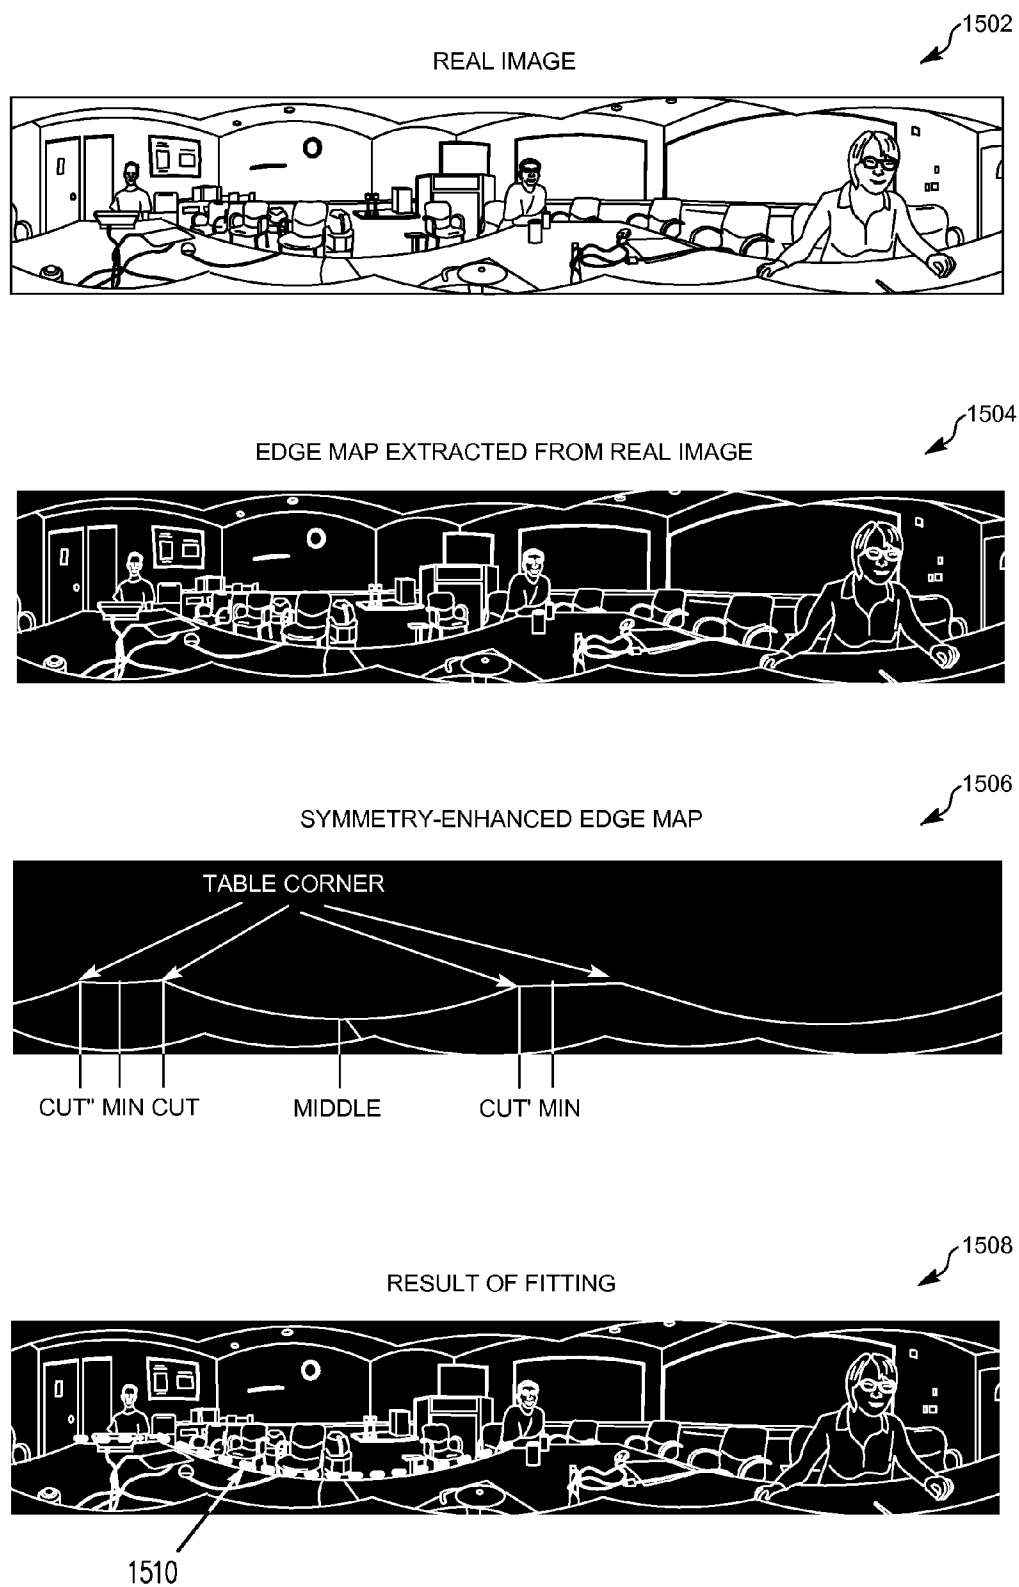 1502
REAL IMAGE
1504
EDGE MAP EXTRACTED FROM REAL IMAGE
1506
SYMMETRY-ENHANCED EDGE MAP
TABLE CORNER
CUT" MIN CUT MIDDLE CUT' MIN
1508
RESULT OF FITTING
1510